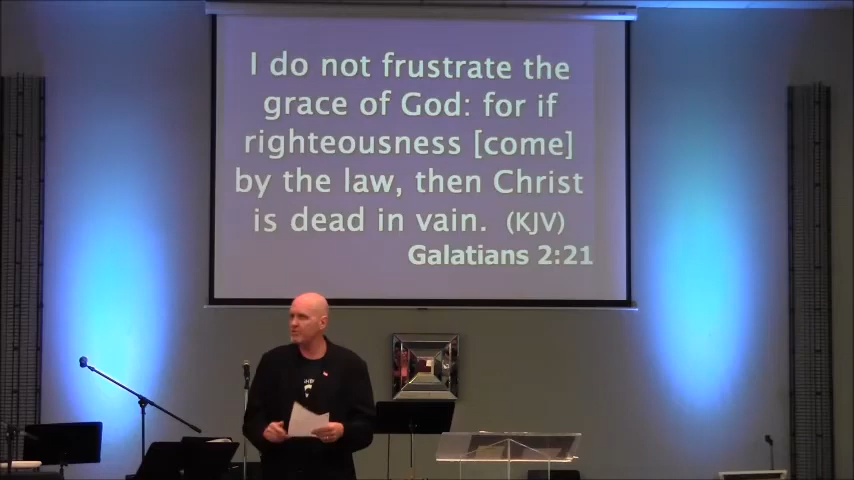 I do not frustrate the
grace of God: for if
righteousness [come]
by the law, then Christ
is dead in vain. (KJV)
Galatians 2:21